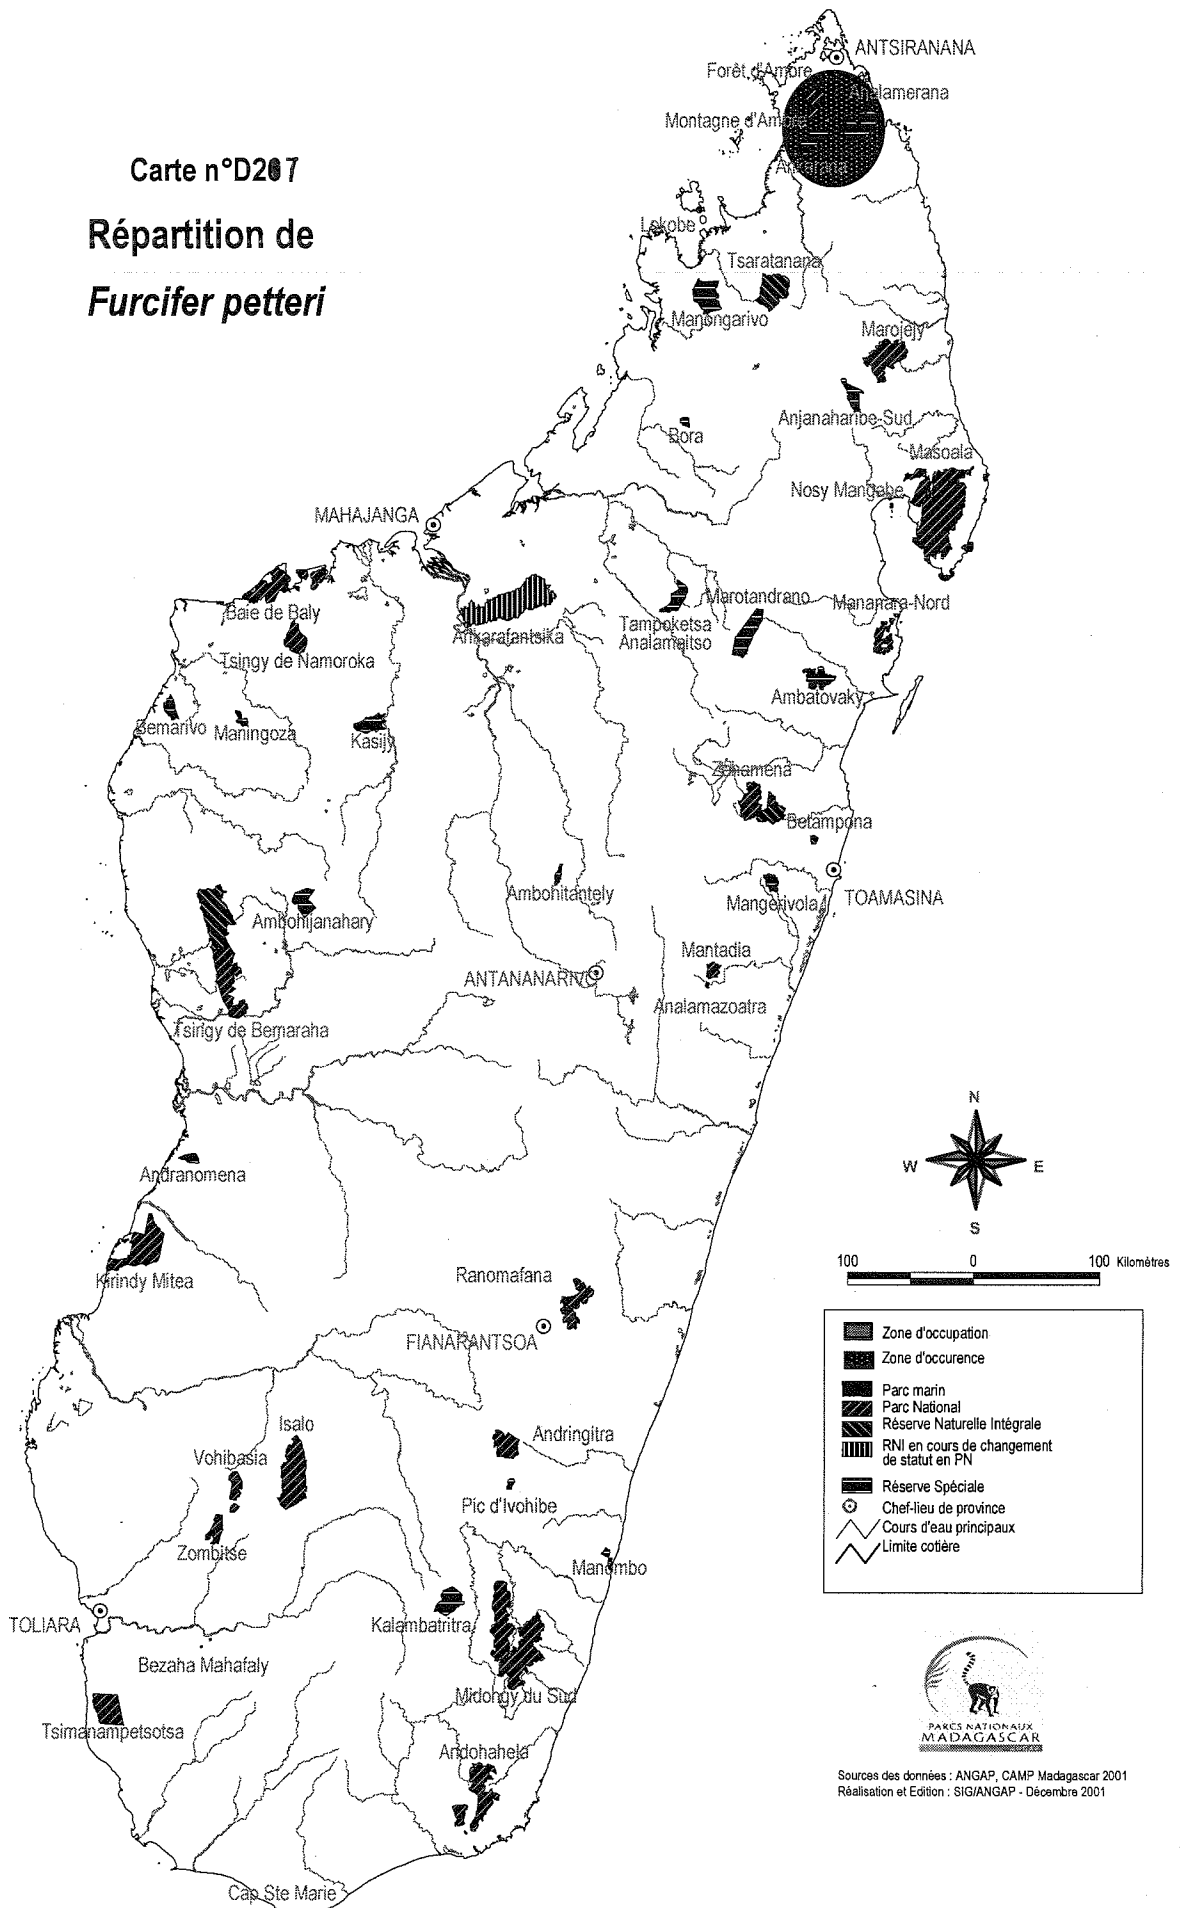 ANTSIRANANA
Forêt d'Ambre
Analamerana
Montagne d'Ambre
Ankarana
Carte n°D207
Répartition de
Furcifer petteri
Lokobe
Tsaratanana
Manongarivo
Marojejy
Anjanaharibe-Sud
Bora
Masoala
Nosy Mangabe
MAHAJANGA
Baie de Baly
Ankarafantsika
Marotandrano
Mananara-Nord
Tampoketsa
Analamaitso
Tsingy de Namoroka
Ambatovaky
Bemarivo
Maningoza
Kasijy
Zahamena
Betampona
Ambohitantely
Ambohijanahary
Mangerivola
TOAMASINA
Mantadia
ANTANANARIVO
Analamazoatra
Tsingy de Bemaraha
N
W
E
S
Andranomena
100 0 100 Kilomètres
Kirindy Mitea
Ranomafana
FIANARANTSOA
Zone d'occupation
Zone d'occurence
Parc marin
Parc National
Réserve Naturelle Intégrale
RNI en cours de changement
de statut en PN
Réserve Spéciale
Chef-lieu de province
Cours d'eau principaux
Limite cotière
Isalo
Andringitra
Vohibasia
Pic d'Ivohibe
Zombitse
Manombo
TOLIARA
Kalambatritra
Bezaha Mahafaly
Midongy du Sud
Tsimanampetsotsa
Andohahela
PARCS NATIONAUX
MADAGASCAR
Sources des données : ANGAP, CAMP Madagascar 2001
Réalisation et Edition : SIG/ANGAP - Décembre 2001
Cap Ste Marie